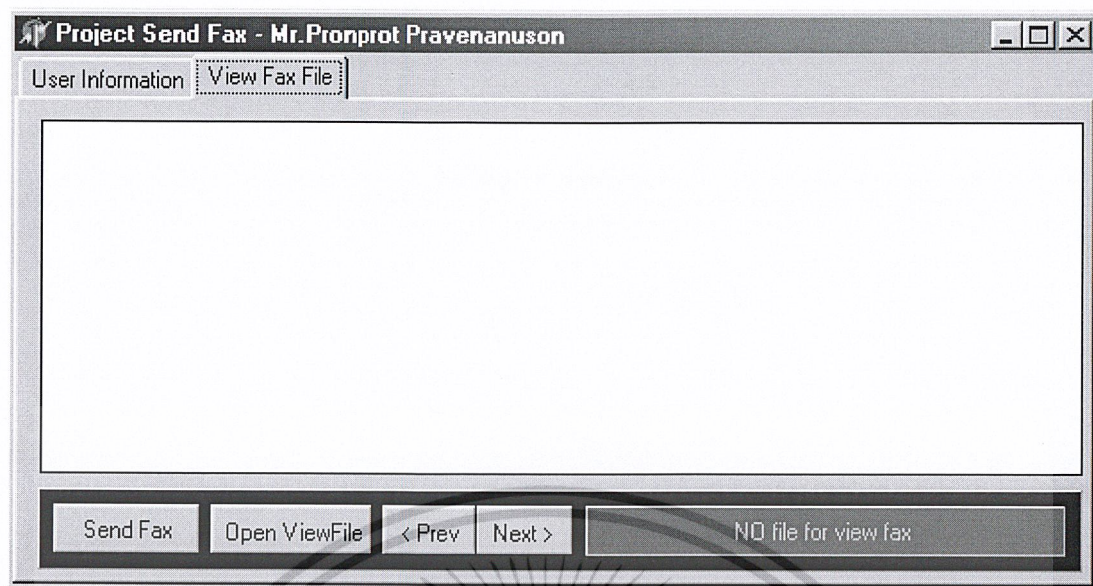 Project Send Fax - Mr.Pronprot Pravenanuson
User Information View Fax File
Send Fax Open ViewFile < Prev Next > NO file for view fax